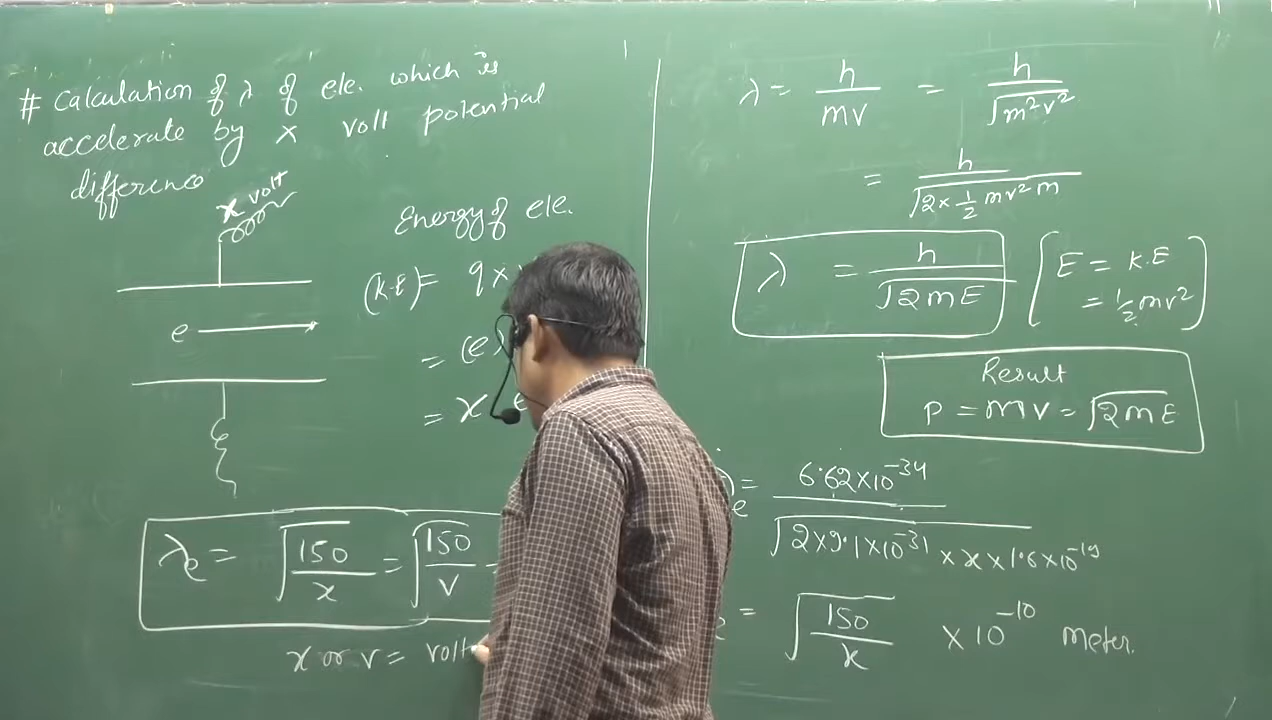 # Calculation of λ of ele. which is
accelerate by x volt potential
difference
x volt
e
Energy of ele.
(K.E) = q×
= (e
= x e
λe = √(150/x) = √(150/V)
x or v = volt
λ = h/mv = h/√(m²v²)
= h/√(2×½mv²m)
λ = h/√(2mE) [E = K.E
= ½mv²]
Result
P = mv = √(2mE)
λe = 6.62×10⁻³⁴/√(2×9.1×10⁻³¹×x×1.6×10⁻¹⁹)
= √(150/x) ×10⁻¹⁰ meter.